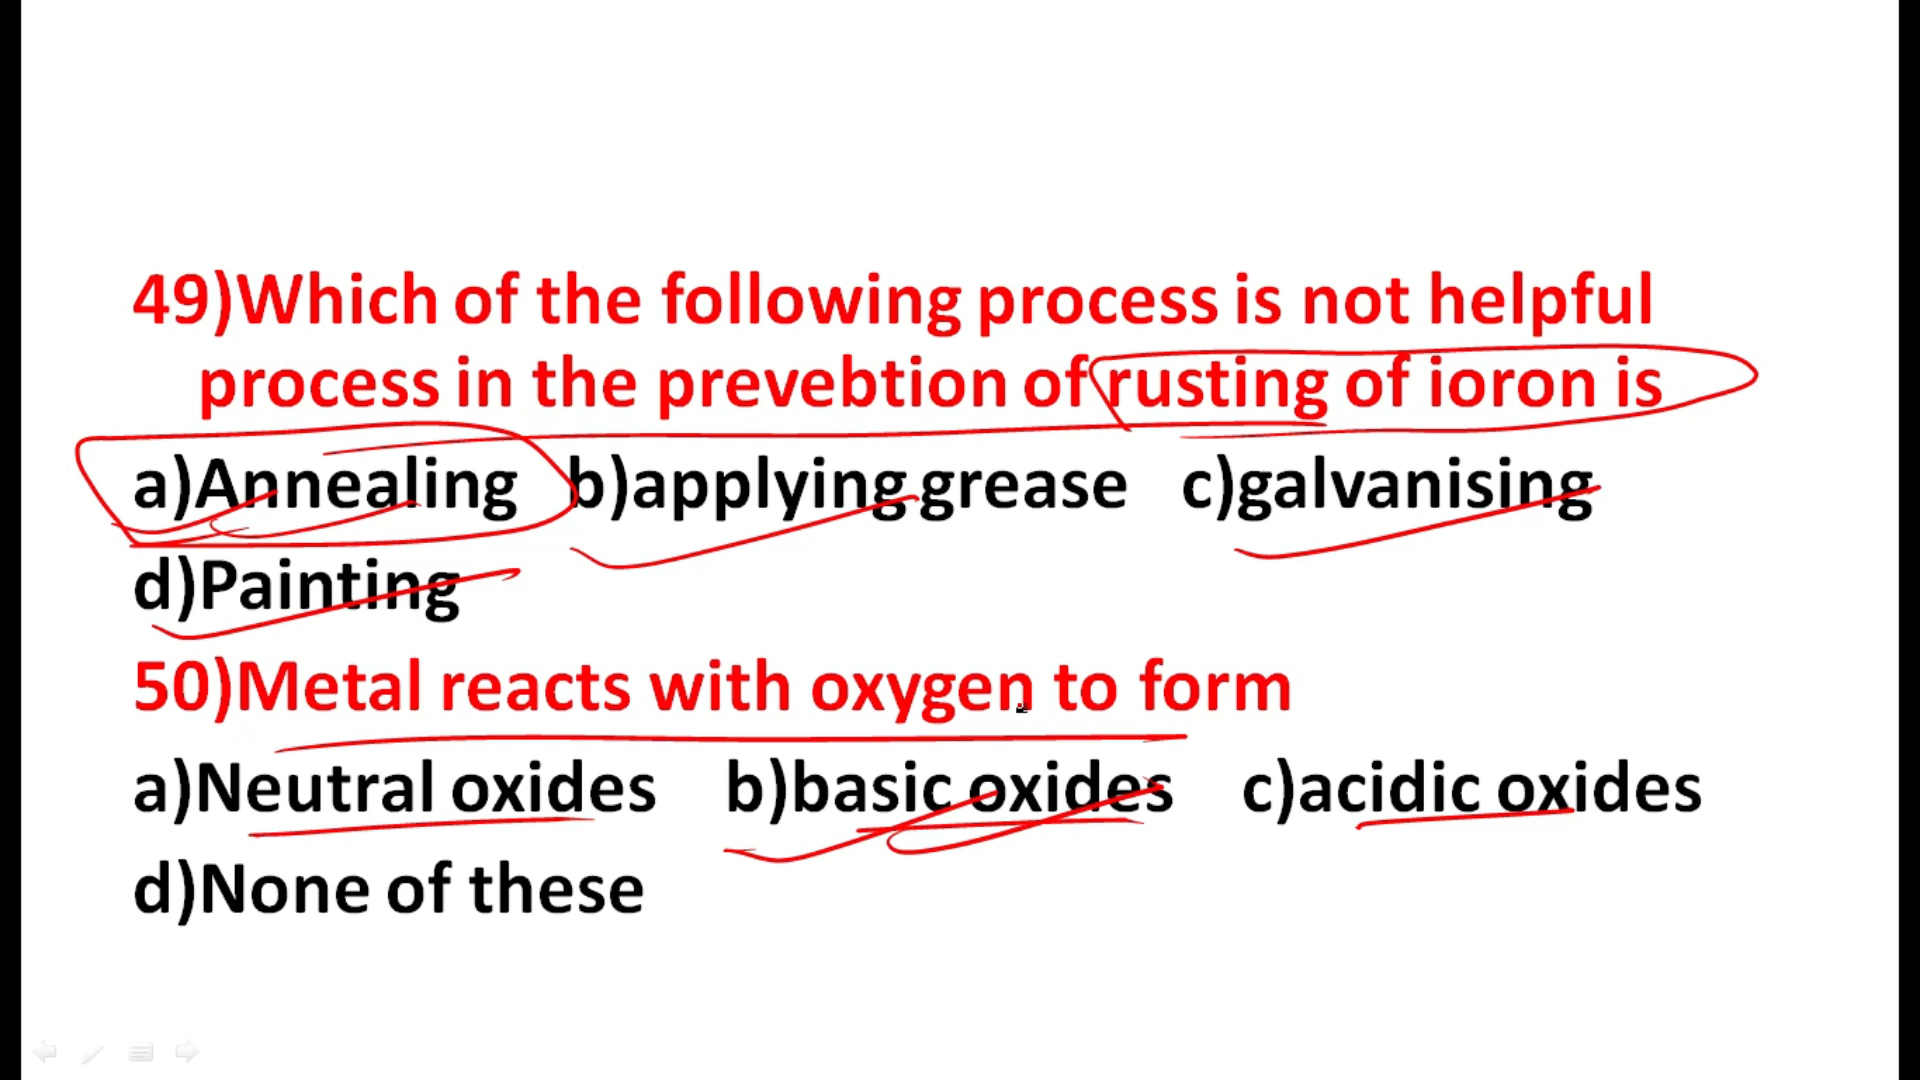 49)Which of the following process is not helpful
process in the prevebtion of rusting of ioron is
a)Annealing b)applying grease c)galvanising
d)Painting
50)Metal reacts with oxygen to form
a)Neutral oxides b)basic oxides c)acidic oxides
d)None of these